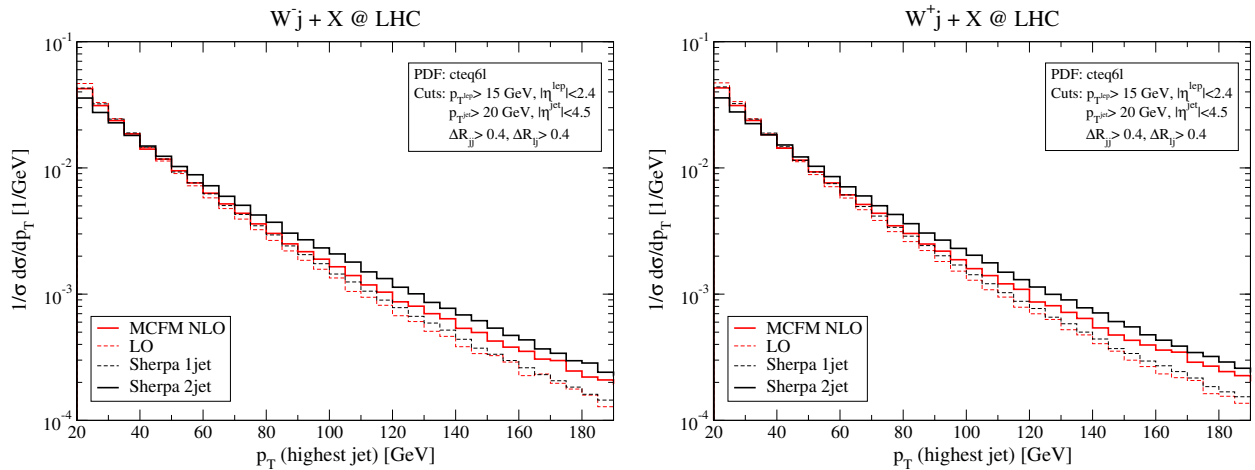 W⁻j + X @ LHC
10⁻¹
10⁻²
10⁻³
10⁻⁴
1/σ dσ/dp_T [1/GeV]
PDF: cteq6l
Cuts: p_T^lep > 15 GeV, |η^lep|<2.4
p_T^jet > 20 GeV, |η^jet|<4.5
ΔR_jj > 0.4, ΔR_lj > 0.4
MCFM NLO
LO
Sherpa 1jet
Sherpa 2jet
20 40 60 80 100 120 140 160 180
p_T (highest jet) [GeV]
W⁺j + X @ LHC
10⁻¹
10⁻²
10⁻³
10⁻⁴
1/σ dσ/dp_T [1/GeV]
PDF: cteq6l
Cuts: p_T^lep > 15 GeV, |η^lep|<2.4
p_T^jet > 20 GeV, |η^jet|<4.5
ΔR_jj > 0.4, ΔR_lj > 0.4
MCFM NLO
LO
Sherpa 1jet
Sherpa 2jet
20 40 60 80 100 120 140 160 180
p_T (highest jet) [GeV]